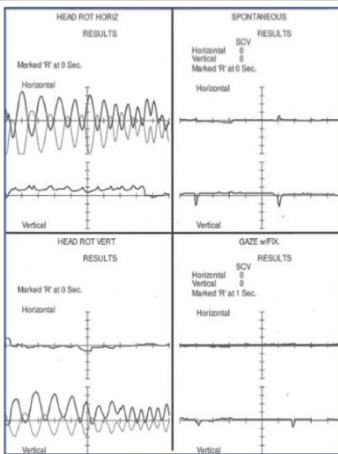 HEAD ROT HORIZ
RESULTS
Marked 'R' at 0 Sec.
Horizontal
Vertical
SPONTANEOUS
RESULTS
SCV
Horizontal 0
Vertical 0
Marked 'R' at 0 Sec.
Horizontal
Vertical
HEAD ROT VERT
RESULTS
Marked 'R' at 0 Sec.
Horizontal
Vertical
GAZE w/FIX.
RESULTS
SCV
Horizontal 0
Vertical 0
Marked 'R' at 1 Sec.
Horizontal
Vertical